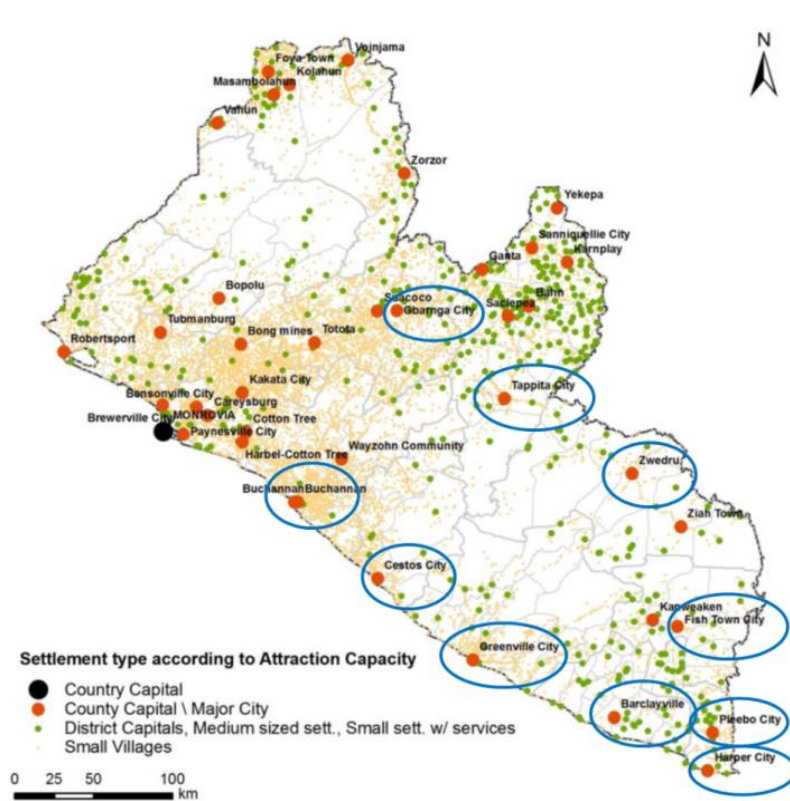 N
Vojnjama
Foya Town
Kolahun
Masambolahun
Vahun
Zorzor
Yekepa
Sanniquellie City
Karnplay
Ganta
Bopolu
Suacoco
Gbarnga City
Saclepea
Bahn
Tubmanburg
Bong mines
Totota
Robertsport
Kakata City
Tappita City
Bensonville City
Careysburg
Brewerville City
MONROVIA
Cotton Tree
Paynesville City
Harbel-Cotton Tree
Wayzohn Community
Zwedru
BuchannanBuchannan
Ziah Town
Cestos City
Kanweaken
Fish Town City
Greenville City
Barclayville
Pleebo City
Harper City
Settlement type according to Attraction Capacity
Country Capital
County Capital \ Major City
District Capitals, Medium sized sett., Small sett. w/ services
Small Villages
0 25 50 100
km